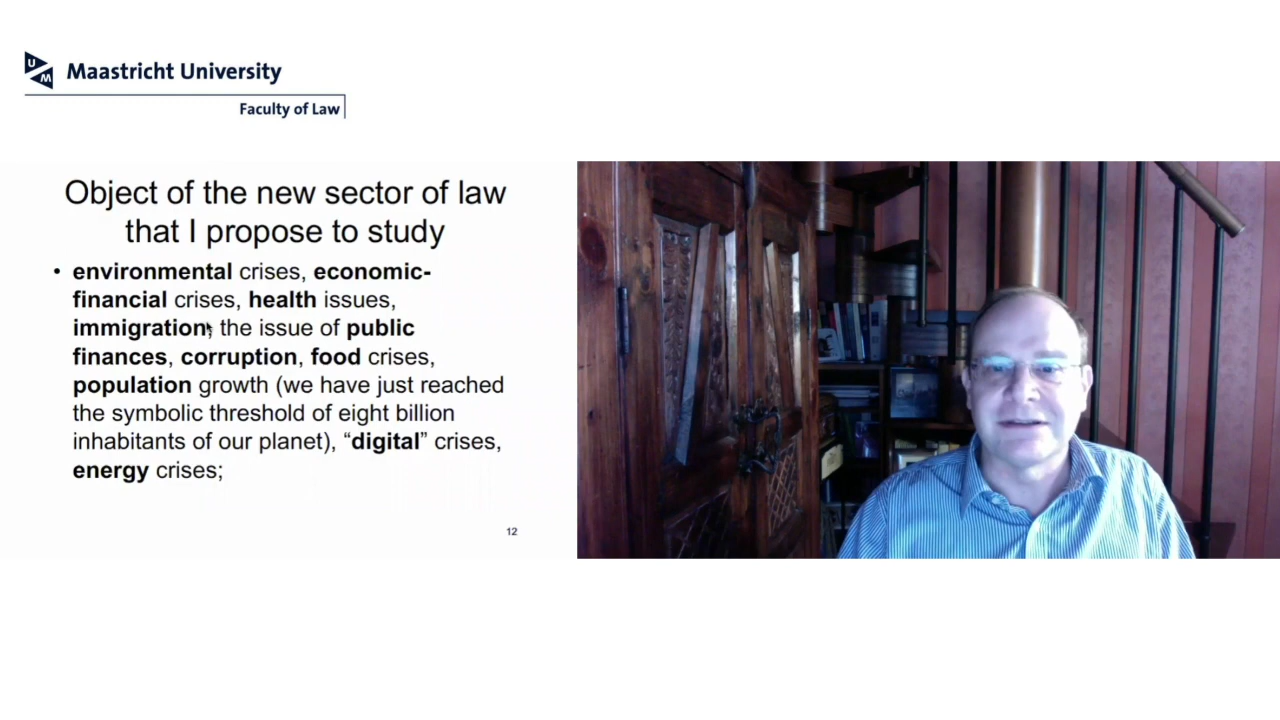 U
M
Maastricht University
Faculty of Law
Object of the new sector of law
that I propose to study
• environmental crises, economic-
financial crises, health issues,
immigration, the issue of public
finances, corruption, food crises,
population growth (we have just reached
the symbolic threshold of eight billion
inhabitants of our planet), “digital” crises,
energy crises;
12